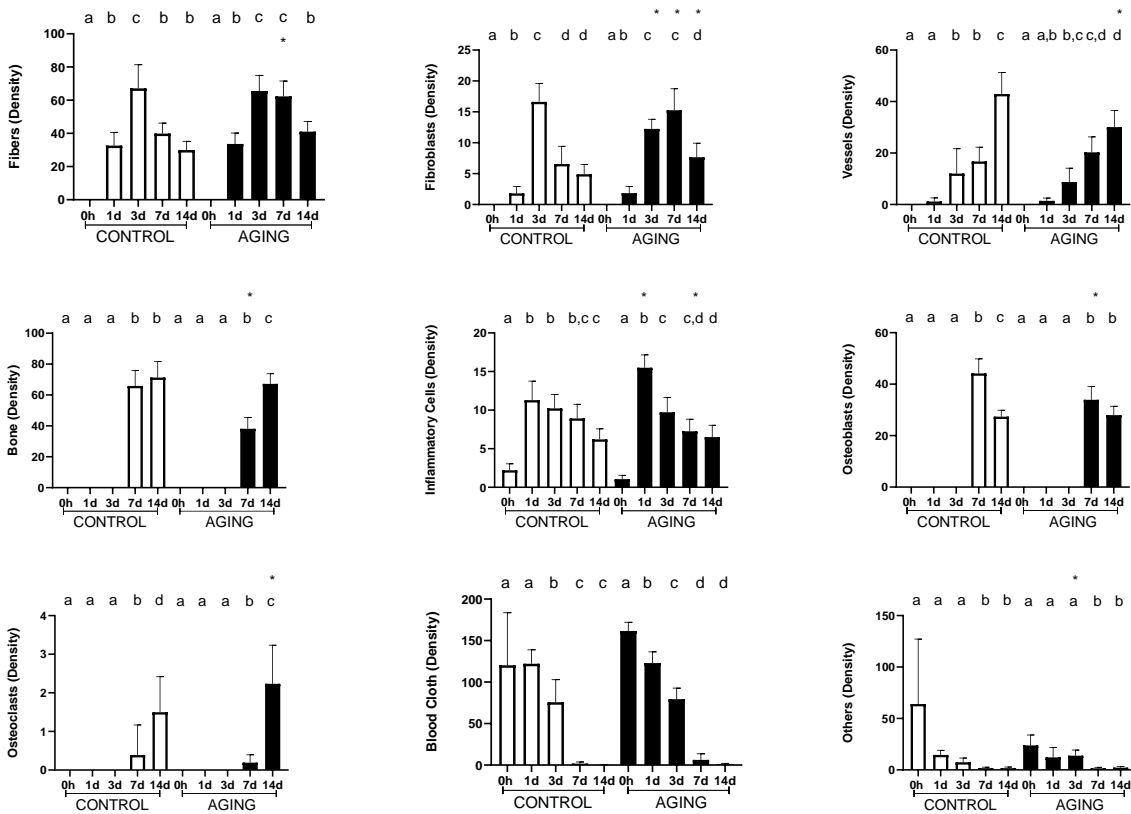 a b c b b a b c c b
*
Fibers (Density)
100
80
60
40
20
0
0h 1d 3d 7d 14d 0h 1d 3d 7d 14d
CONTROL AGING
* * *
a b c d d a b c c d
Fibroblasts (Density)
25
20
15
10
5
0
0h 1d 3d 7d 14d 0h 1d 3d 7d 14d
CONTROL AGING
*
a a b b c a a,b b,c c,d d
Vessels (Density)
60
40
20
0
0h 1d 3d 7d 14d 0h 1d 3d 7d 14d
CONTROL AGING
*
a a a b b a a a b c
Bone (Density)
100
80
60
40
20
0
0h 1d 3d 7d 14d 0h 1d 3d 7d 14d
CONTROL AGING
* *
a b b b,c c a b c c,d d
Inflammatory Cells (Density)
20
15
10
5
0
0h 1d 3d 7d 14d 0h 1d 3d 7d 14d
CONTROL AGING
*
a a a b c a a a b b
Osteoblasts (Density)
60
40
20
0
0h 1d 3d 7d 14d 0h 1d 3d 7d 14d
CONTROL AGING
*
a a a b d a a a b c
Osteoclasts (Density)
4
3
2
1
0
0h 1d 3d 7d 14d 0h 1d 3d 7d 14d
CONTROL AGING
a a b c c a b c d d
Blood Cloth (Density)
200
150
100
50
0
0h 1d 3d 7d 14d 0h 1d 3d 7d 14d
CONTROL AGING
*
a a a b b a a a b b
Others (Density)
150
100
50
0
0h 1d 3d 7d 14d 0h 1d 3d 7d 14d
CONTROL AGING